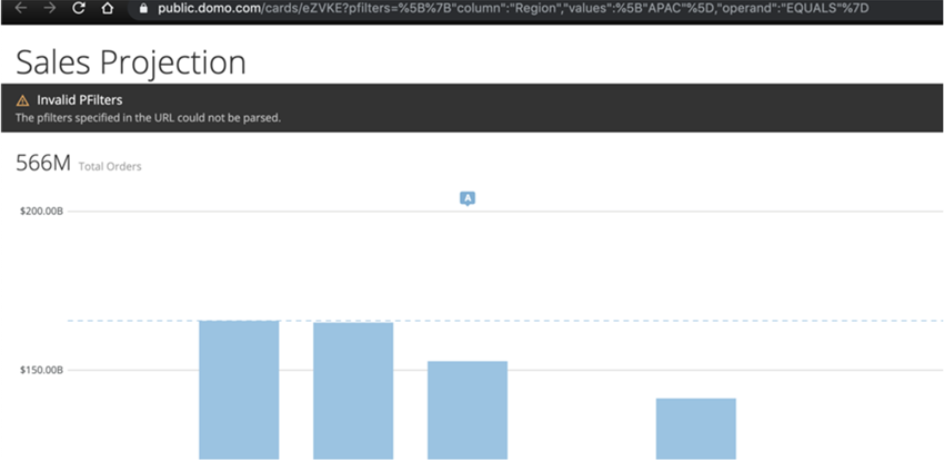 public.domo.com/cards/eZVKE?pfilters=%5B%7B"column":"Region","values":%5B"APAC"%5D,"operand":"EQUALS"%7D
Sales Projection
Invalid PFilters
The pfilters specified in the URL could not be parsed.
566M Total Orders
A
$200.00B
$150.00B